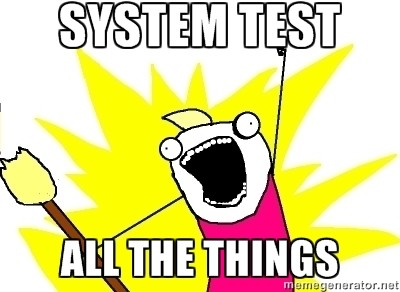 SYSTEM TEST
ALL THE THINGS
memegenerator.net